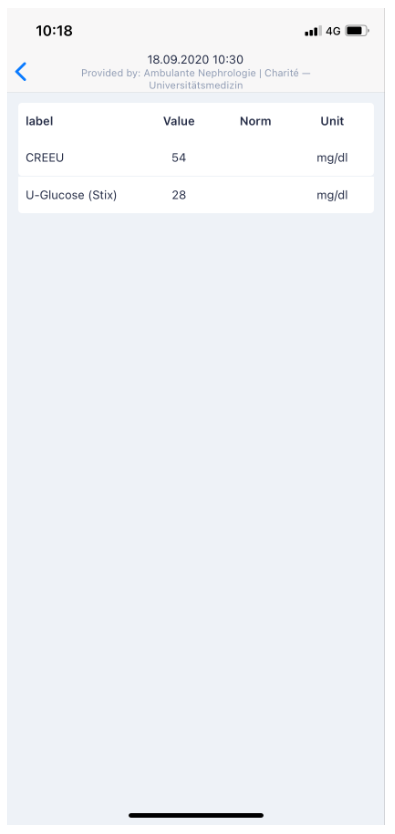 10:18
4G
18.09.2020 10:30
Provided by: Ambulante Nephrologie | Charité —
Universitätsmedizin
label Value Norm Unit
CREEU 54 mg/dl
U-Glucose (Stix) 28 mg/dl